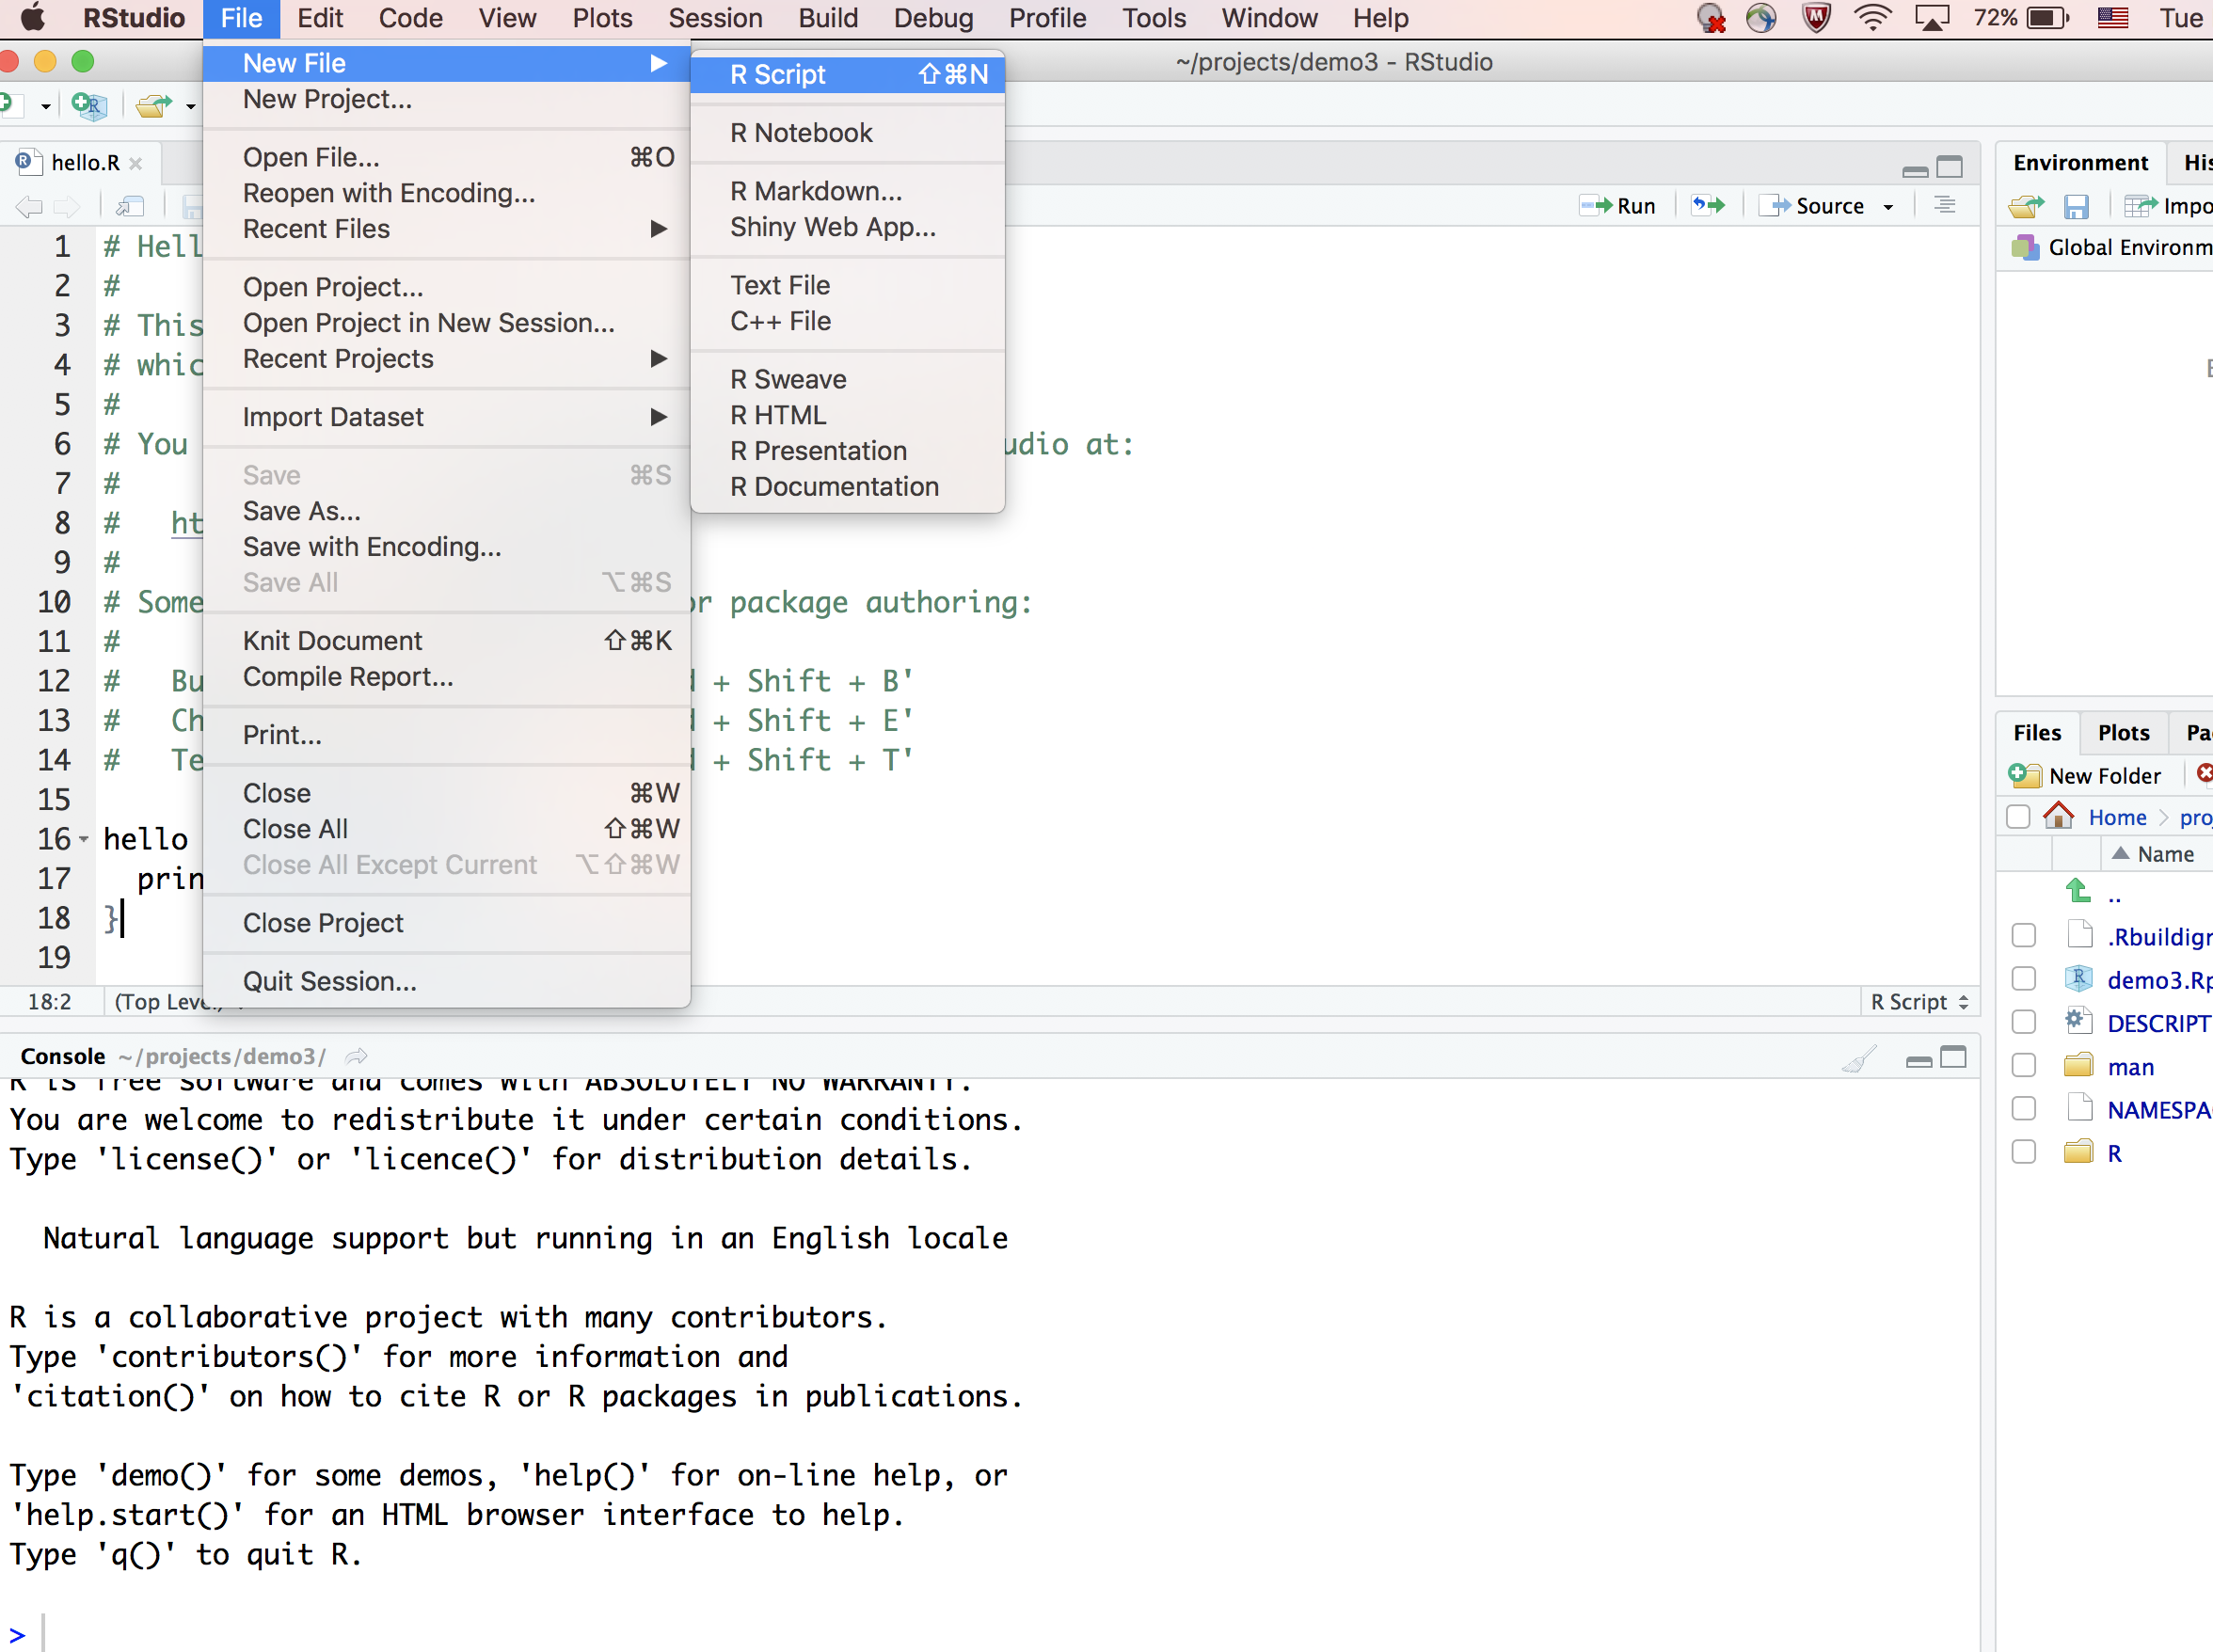 RStudio File Edit Code View Plots Session Build Debug Profile Tools Window Help 72% Tue
~/projects/demo3 - RStudio
New File ▶
New Project...
Open File... ⌘O
Reopen with Encoding...
Recent Files ▶
Open Project...
Open Project in New Session...
Recent Projects ▶
Import Dataset ▶
Save ⌘S
Save As...
Save with Encoding...
Save All ⌥⌘S
Knit Document ⇧⌘K
Compile Report...
Print...
Close ⌘W
Close All ⇧⌘W
Close All Except Current ⌥⇧⌘W
Close Project
Quit Session...
R Script ⇧⌘N
R Notebook
R Markdown...
Shiny Web App...
Text File
C++ File
R Sweave
R HTML
R Presentation
R Documentation
hello.R
Run Source
1 # Hell
2 #
3 # This
4 # whic
5 #
6 # You udio at:
7 #
8 # ht
9 #
10 # Some or package authoring:
11 #
12 # Bu + Shift + B'
13 # Ch + Shift + E'
14 # Te + Shift + T'
15
16 hello
17 prin
18 }
19
18:2 (Top Level) R Script
Console ~/projects/demo3/
R is free software and comes with ABSOLUTELY NO WARRANTY.
You are welcome to redistribute it under certain conditions.
Type 'license()' or 'licence()' for distribution details.
Natural language support but running in an English locale
R is a collaborative project with many contributors.
Type 'contributors()' for more information and
'citation()' on how to cite R or R packages in publications.
Type 'demo()' for some demos, 'help()' for on-line help, or
'help.start()' for an HTML browser interface to help.
Type 'q()' to quit R.
>
Environment His
Impo
Global Environm
Files Plots Pa
New Folder
Home pro
Name
..
.Rbuildign
demo3.Rp
DESCRIPT
man
NAMESPA
R